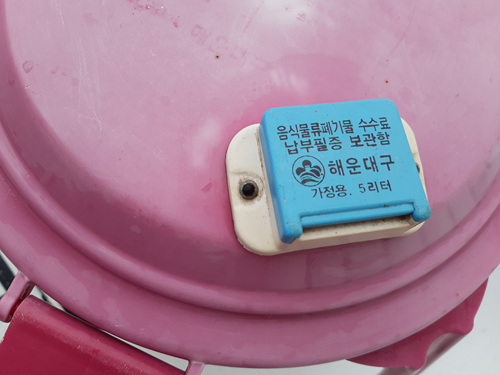 음식물류폐기물 수수료
납부필증 보관함
해운대구
가정용. 5리터